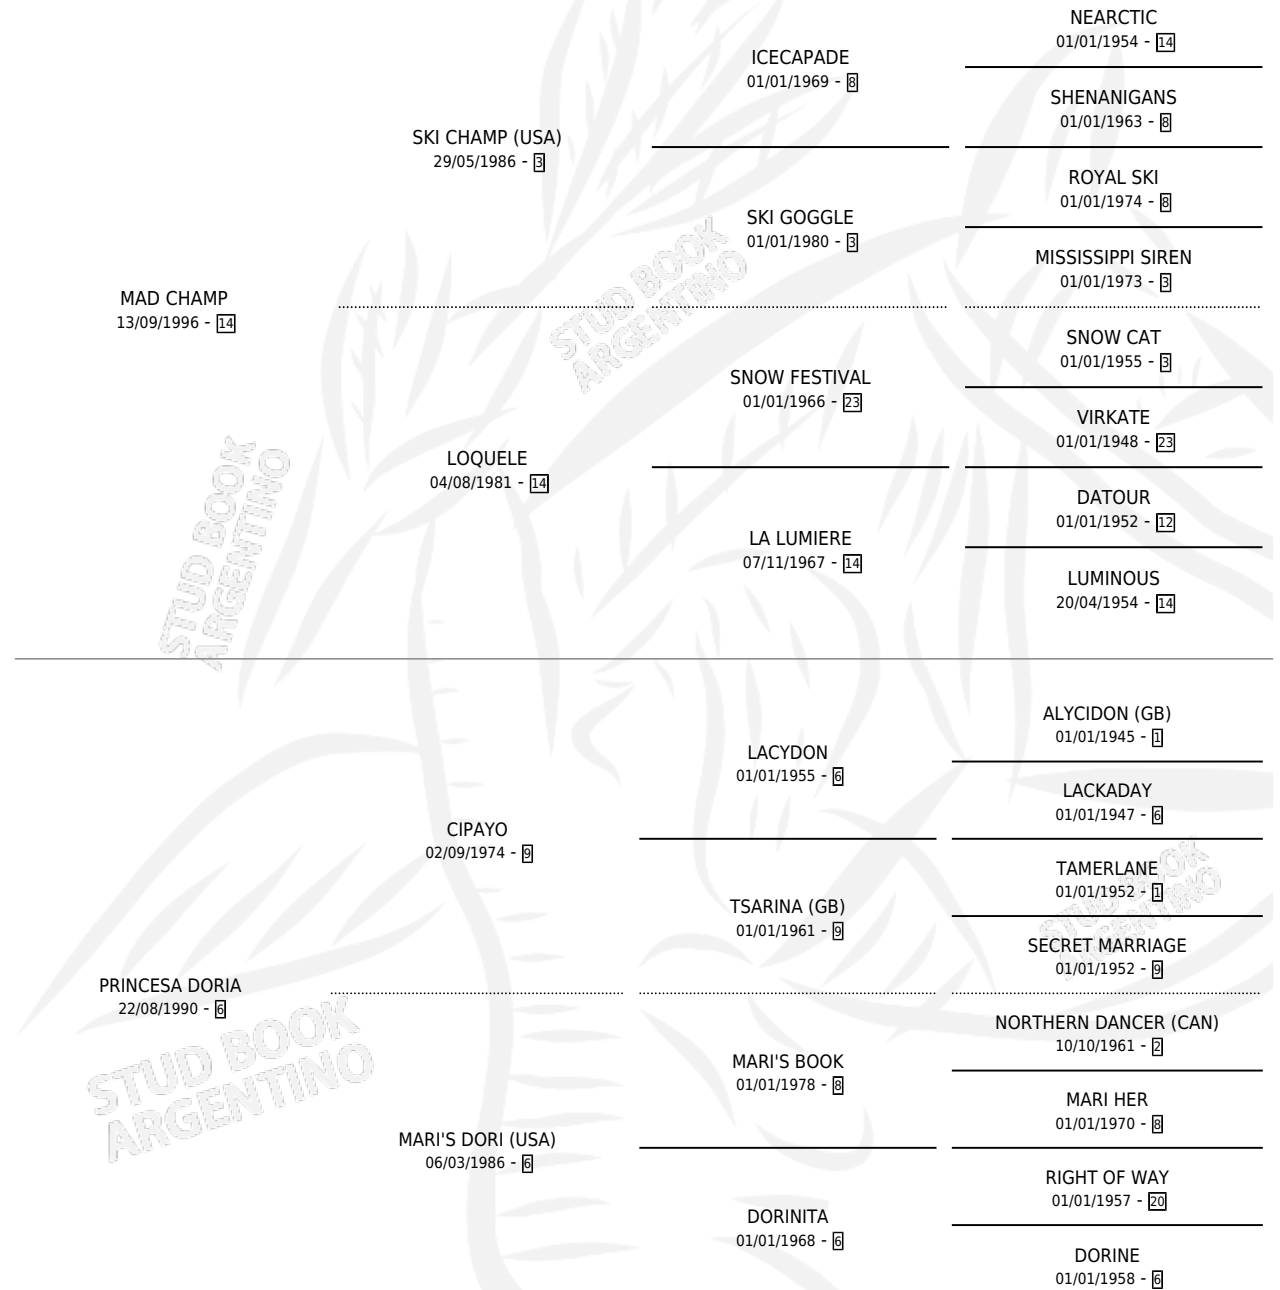 NEARCTIC
01/01/1954 - 14
ICECAPADE
01/01/1969 - 8
SHENANIGANS
01/01/1963 - 8
SKI CHAMP (USA)
29/05/1986 - 3
ROYAL SKI
01/01/1974 - 8
SKI GOGGLE
01/01/1980 - 3
MISSISSIPPI SIREN
01/01/1973 - 3
MAD CHAMP
13/09/1996 - 14
SNOW CAT
01/01/1955 - 3
SNOW FESTIVAL
01/01/1966 - 23
VIRKATE
01/01/1948 - 23
LOQUELE
04/08/1981 - 14
DATOUR
01/01/1952 - 12
LA LUMIERE
07/11/1967 - 14
LUMINOUS
20/04/1954 - 14
ALYCIDON (GB)
01/01/1945 - 1
LACYDON
01/01/1955 - 6
LACKADAY
01/01/1947 - 6
CIPAYO
02/09/1974 - 9
TAMERLANE
01/01/1952 - 1
TSARINA (GB)
01/01/1961 - 9
SECRET MARRIAGE
01/01/1952 - 9
PRINCESA DORIA
22/08/1990 - 6
NORTHERN DANCER (CAN)
10/10/1961 - 2
MARI'S BOOK
01/01/1978 - 8
MARI HER
01/01/1970 - 8
MARI'S DORI (USA)
06/03/1986 - 6
RIGHT OF WAY
01/01/1957 - 20
DORINITA
01/01/1968 - 6
DORINE
01/01/1958 - 6
STUD BOOK
ARGENTINO
STUD BOOK
ARGENTINO
STUD BOOK
ARGENTINO
STUD BOOK
ARGENTINO